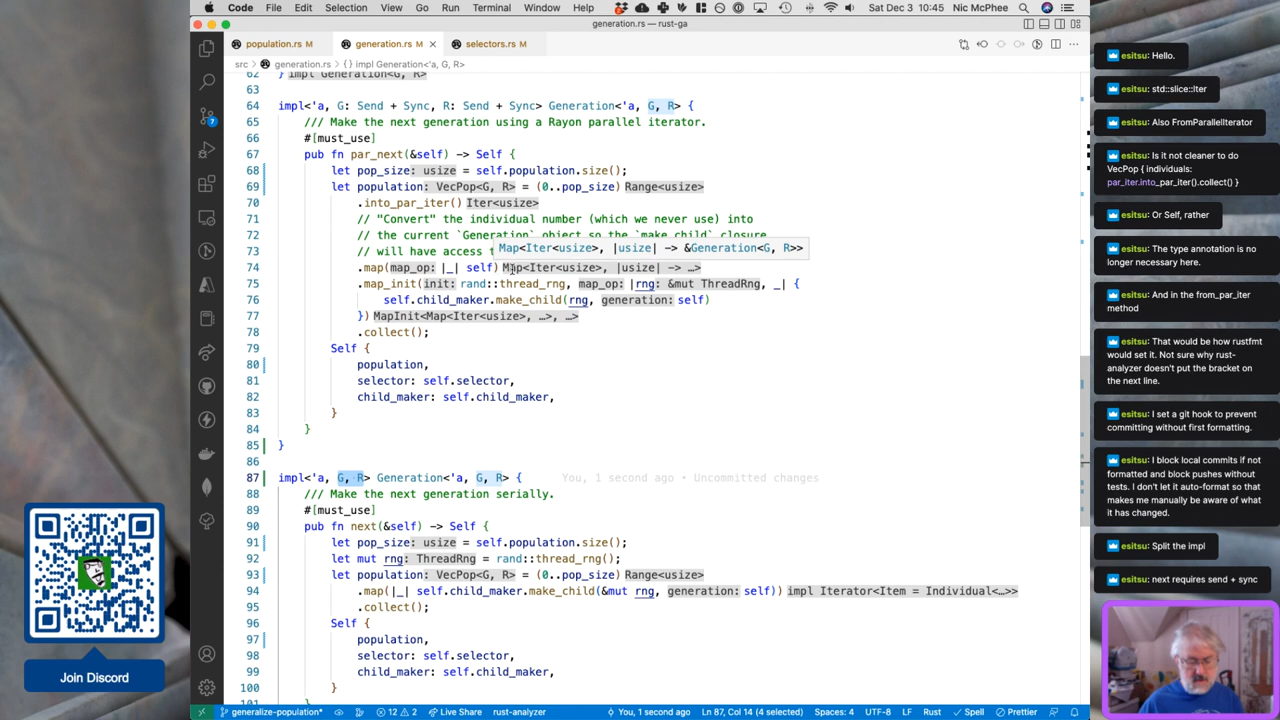 Code File Edit Selection View Go Run Terminal Window Help Sat Dec 3 10:45 Nic McPhee
generation.rs — rust-ga
population.rs M generation.rs M × selectors.rs M
src > generation.rs > {} impl Generation<'a, G, R>
62 } impl Generation<G, R>
63
64 impl<'a, G: Send + Sync, R: Send + Sync> Generation<'a, G, R> {
65 /// Make the next generation using a Rayon parallel iterator.
66 #[must_use]
67 pub fn par_next(&self) -> Self {
68 let pop_size: usize = self.population.size();
69 let population: VecPop<G, R> = (0..pop_size) Range<usize>
70 .into_par_iter() Iter<usize>
71 // "Convert" the individual number (which we never use) into
72 // the current `Generation` object so the `make_child` closure
73 // will have access t
Map<Iter<usize>, |usize| -> &Generation<G, R>>
74 .map(map_op: |_| self) Map<Iter<usize>, |usize| -> …>
75 .map_init(init: rand::thread_rng, map_op: |rng: &mut ThreadRng, _| {
76 self.child_maker.make_child(rng, generation: self)
77 }) MapInit<Map<Iter<usize>, …>, …>
78 .collect();
79 Self {
80 population,
81 selector: self.selector,
82 child_maker: self.child_maker,
83 }
84 }
85 }
86
87 impl<'a, G, R> Generation<'a, G, R> { You, 1 second ago • Uncommitted changes
88 /// Make the next generation serially.
89 #[must_use]
90 pub fn next(&self) -> Self {
91 let pop_size: usize = self.population.size();
92 let mut rng: ThreadRng = rand::thread_rng();
93 let population: VecPop<G, R> = (0..pop_size) Range<usize>
94 .map(|_| self.child_maker.make_child(&mut rng, generation: self)) impl Iterator<Item = Individual<…>>
95 .collect();
96 Self {
97 population,
98 selector: self.selector,
99 child_maker: self.child_maker,
100 }
101 }
7
generalize-population* 12 2 Live Share rust-analyzer You, 1 second ago Ln 87, Col 14 (4 selected) Spaces: 4 UTF-8 LF Rust Spell Prettier
Join Discord
esitsu: Hello.
esitsu: std::slice::Iter
esitsu: Also FromParallelIterator
esitsu: Is it not cleaner to do
VecPop { individuals:
par_iter.into_par_iter().collect() }
esitsu: Or Self, rather
esitsu: The type annotation is no
longer necessary here.
esitsu: And in the from_par_iter
method
esitsu: That would be how rustfmt
would set it. Not sure why rust-
analyzer doesn't put the bracket on
the next line.
esitsu: I set a git hook to prevent
committing without first formatting.
esitsu: I block local commits if not
formatted and block pushes without
tests. I don't let it auto-format so that
makes me manually be aware of
what it has changed.
esitsu: Split the impl
esitsu: next requires send + sync